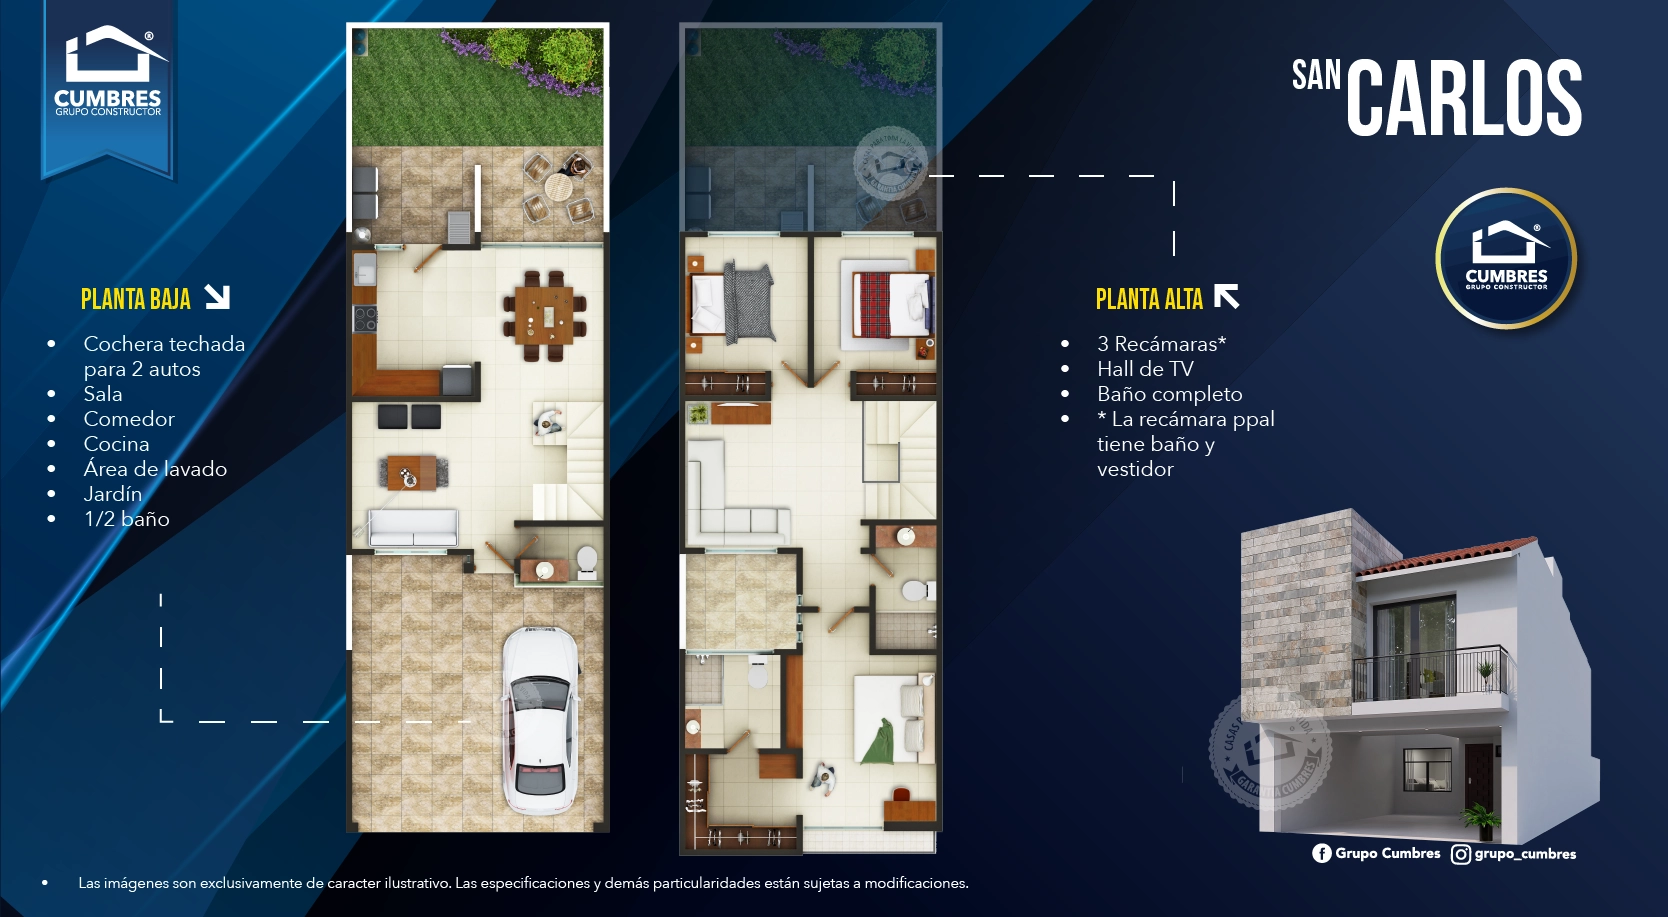 CUMBRES
GRUPO CONSTRUCTOR
SAN CARLOS
CUMBRES
GRUPO CONSTRUCTOR
PLANTA BAJA
• Cochera techada
para 2 autos
• Sala
• Comedor
• Cocina
• Área de lavado
• Jardín
• 1/2 baño
PLANTA ALTA
• 3 Recámaras*
• Hall de TV
• Baño completo
• * La recámara ppal
tiene baño y
vestidor
GARANTIA CUMBRES
Grupo Cumbres
grupo_cumbres
• Las imágenes son exclusivamente de caracter ilustrativo. Las especificaciones y demás particularidades están sujetas a modificaciones.